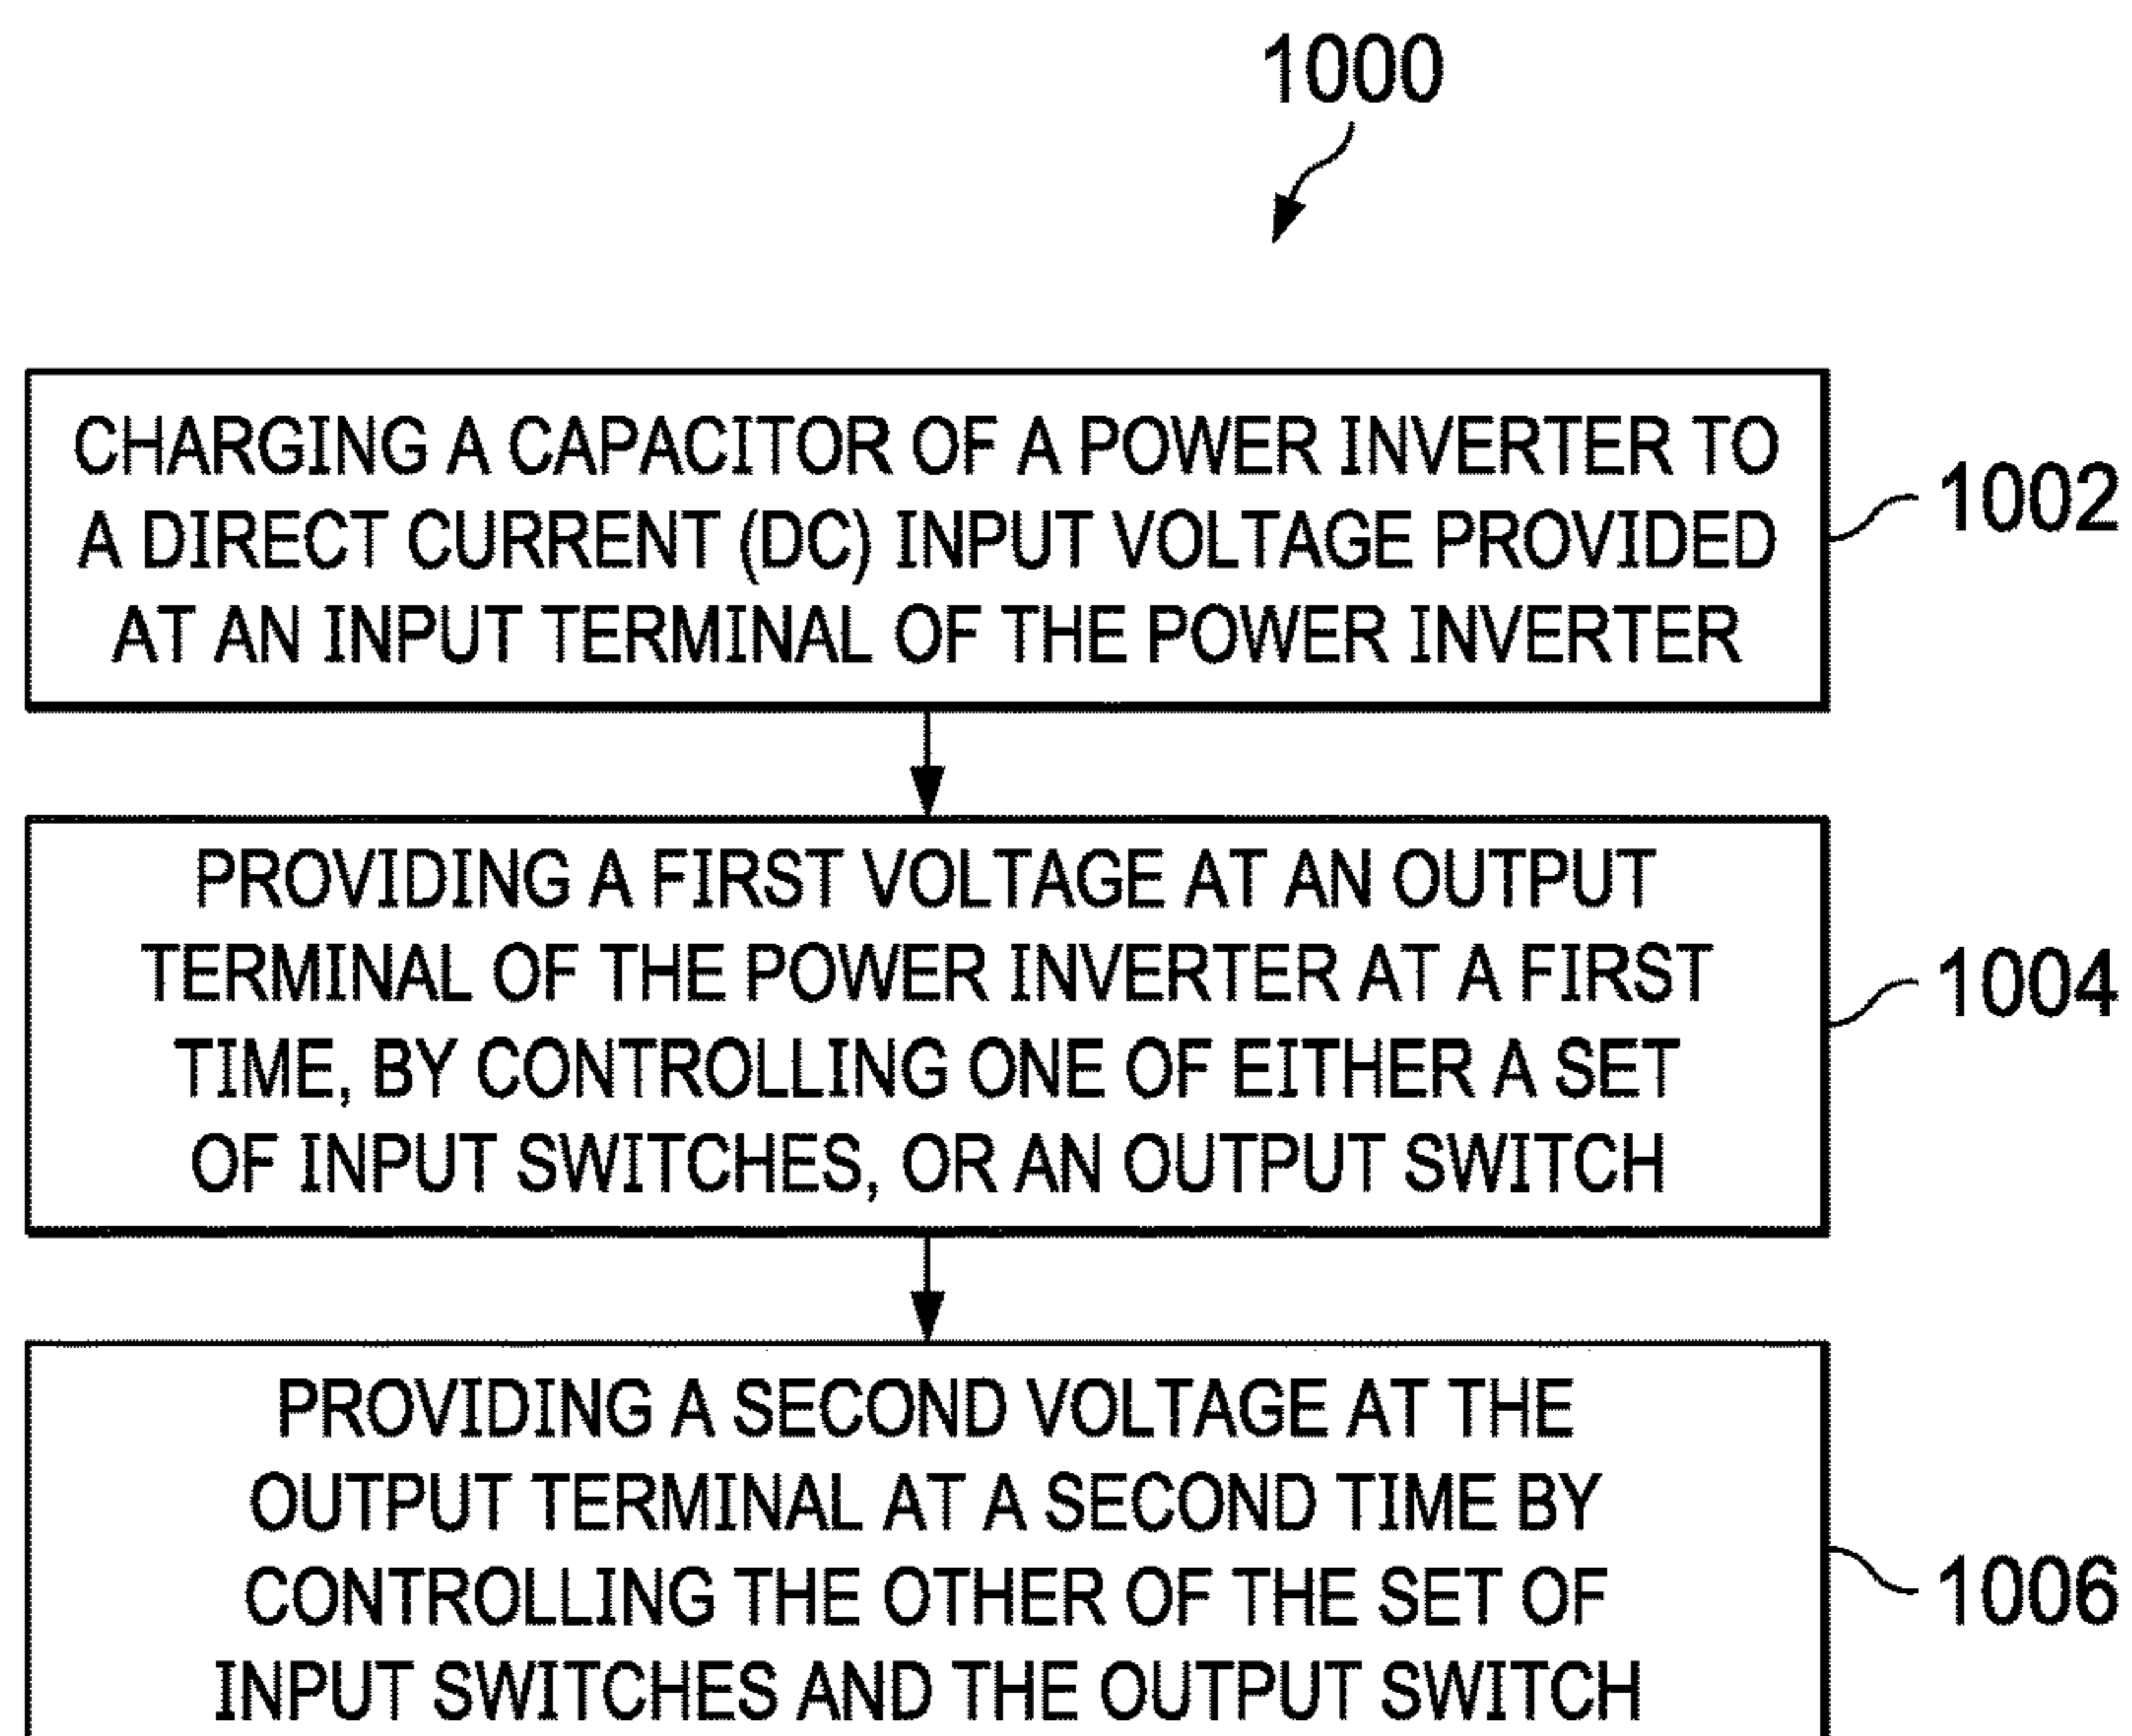 1000
CHARGING A CAPACITOR OF A POWER INVERTER TO
A DIRECT CURRENT (DC) INPUT VOLTAGE PROVIDED
AT AN INPUT TERMINAL OF THE POWER INVERTER
1002
PROVIDING A FIRST VOLTAGE AT AN OUTPUT
TERMINAL OF THE POWER INVERTER AT A FIRST
TIME, BY CONTROLLING ONE OF EITHER A SET
OF INPUT SWITCHES, OR AN OUTPUT SWITCH
1004
PROVIDING A SECOND VOLTAGE AT THE
OUTPUT TERMINAL AT A SECOND TIME BY
CONTROLLING THE OTHER OF THE SET OF
INPUT SWITCHES AND THE OUTPUT SWITCH
1006